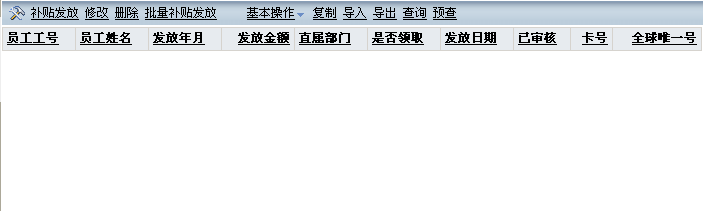 补贴发放 修改 删除 批量补贴发放 基本操作 复制 导入 导出 查询 预查
员工工号 员工姓名 发放年月 发放金额 直属部门 是否领取 发放日期 已审核 卡号 全球唯一号